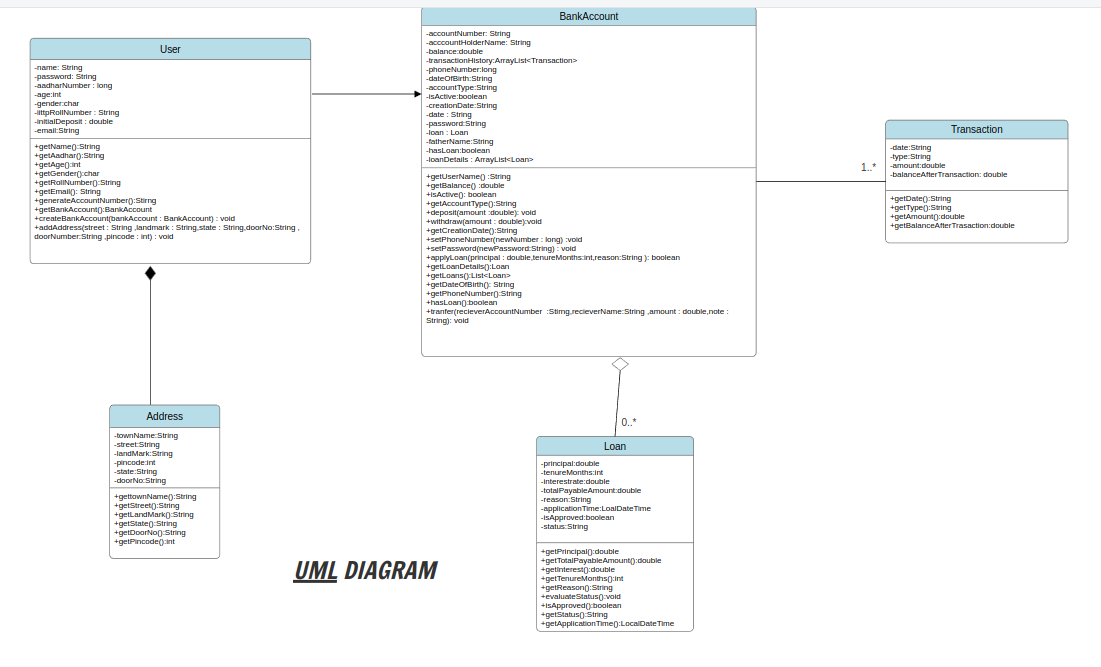 BankAccount
-accountNumber: String
-acccountHolderName: String
-balance:double
-transactionHistory:ArrayList<Transaction>
-phoneNumber:long
-dateOfBirth:String
-accountType:String
-isActive:boolean
-creationDate:String
-date : String
-password:String
-loan : Loan
-fatherName:String
-hasLoan:boolean
-loanDetails : ArrayList<Loan>
+getUserName() :String
+getBalance() :double
+isActive(): boolean
+getAccountType():String
+deposit(amount :double): void
+withdraw(amount : double):void
+getCreationDate():String
+setPhoneNumber(newNumber : long) :void
+setPassword(newPassword:String) : void
+applyLoan(principal : double,tenureMonths:int,reason:String ): boolean
+getLoanDetails():Loan
+getLoans():List<Loan>
+getDateOfBirth(): String
+getPhoneNumber():String
+hasLoan():boolean
+tranfer(recieverAccountNumber :Stimg,recieverName:String ,amount : double,note :
String): void
User
-name: String
-password: String
-aadharNumber : long
-age:int
-gender:char
-iittpRollNumber : String
-initialDeposit : double
-email:String
+getName():String
+getAadhar():String
+getAge():int
+getGender():char
+getRollNumber():String
+getEmail(): String
+generateAccountNumber():Stirng
+getBankAccount():BankAccount
+createBankAccount(bankAccount : BankAccount) : void
+addAddress(street : String ,landmark : String,state : String,doorNo:String ,
doorNumber:String ,pincode : int) : void
Transaction
-date:String
-type:String
-amount:double
-balanceAfterTransaction: double
+getDate():String
+getType():String
+getAmount():double
+getBalanceAfterTrasaction:double
1..*
0..*
Address
-townName:String
-street:String
-landMark:String
-pincode:int
-state:String
-doorNo:String
+gettownName():String
+getStreet():String
+getLandMark():String
+getState():String
+getDoorNo():String
+getPincode():int
Loan
-principal:double
-tenureMonths:int
-interestrate:double
-totalPayableAmount:double
-reason:String
-applicationTime:LoalDateTime
-isApproved:boolean
-status:String
+getPrincipal():double
+getTotalPayableAmount():double
+getInterest():double
+getTenureMonths():int
+getReason():String
+evaluateStatus():void
+isApproved():boolean
+getStatus():String
+getApplicationTime():LocalDateTime
UML DIAGRAM